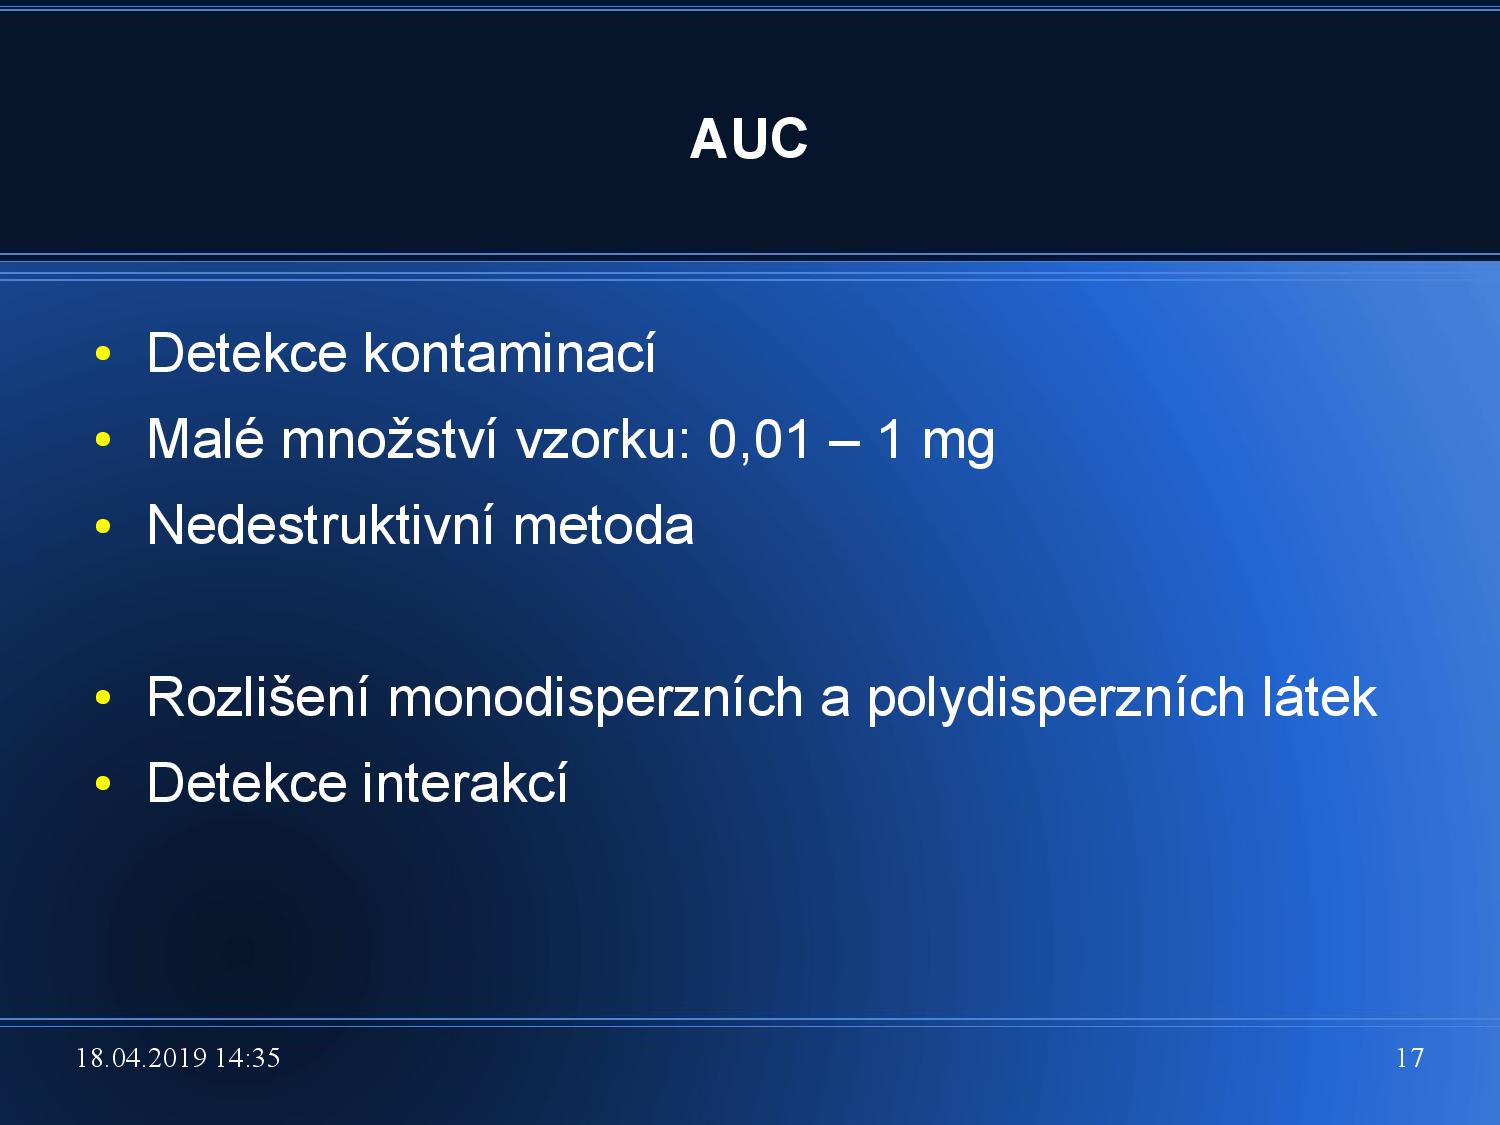 AUC
• Detekce kontaminací
• Malé množství vzorku: 0,01 – 1 mg
• Nedestruktivní metoda
• Rozlišení monodisperzních a polydisperzních látek
• Detekce interakcí
18.04.2019 14:35
17